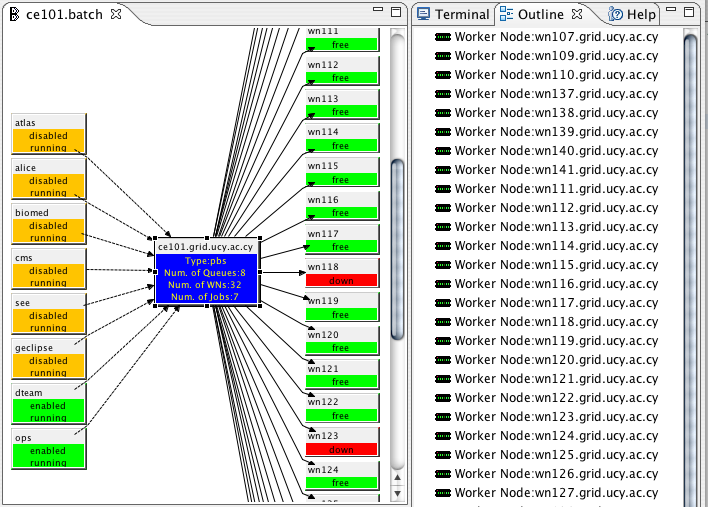 ce101.batch
atlas
disabled
running
alice
disabled
running
biomed
disabled
running
cms
disabled
running
see
disabled
running
geclipse
disabled
running
dteam
enabled
running
ops
enabled
running
ce101.grid.ucy.ac.cy
Type:pbs
Num. of Queues:8
Num. of WNs:32
Num. of Jobs:7
wn111
free
wn112
free
wn113
free
wn114
free
wn115
free
wn116
free
wn117
free
wn118
down
wn119
free
wn120
free
wn121
free
wn122
free
wn123
down
wn124
free
Terminal
Outline
Help
Worker Node:wn107.grid.ucy.ac.cy
Worker Node:wn109.grid.ucy.ac.cy
Worker Node:wn110.grid.ucy.ac.cy
Worker Node:wn137.grid.ucy.ac.cy
Worker Node:wn138.grid.ucy.ac.cy
Worker Node:wn139.grid.ucy.ac.cy
Worker Node:wn140.grid.ucy.ac.cy
Worker Node:wn141.grid.ucy.ac.cy
Worker Node:wn111.grid.ucy.ac.cy
Worker Node:wn112.grid.ucy.ac.cy
Worker Node:wn113.grid.ucy.ac.cy
Worker Node:wn114.grid.ucy.ac.cy
Worker Node:wn115.grid.ucy.ac.cy
Worker Node:wn116.grid.ucy.ac.cy
Worker Node:wn117.grid.ucy.ac.cy
Worker Node:wn118.grid.ucy.ac.cy
Worker Node:wn119.grid.ucy.ac.cy
Worker Node:wn120.grid.ucy.ac.cy
Worker Node:wn121.grid.ucy.ac.cy
Worker Node:wn122.grid.ucy.ac.cy
Worker Node:wn123.grid.ucy.ac.cy
Worker Node:wn124.grid.ucy.ac.cy
Worker Node:wn125.grid.ucy.ac.cy
Worker Node:wn126.grid.ucy.ac.cy
Worker Node:wn127.grid.ucy.ac.cy